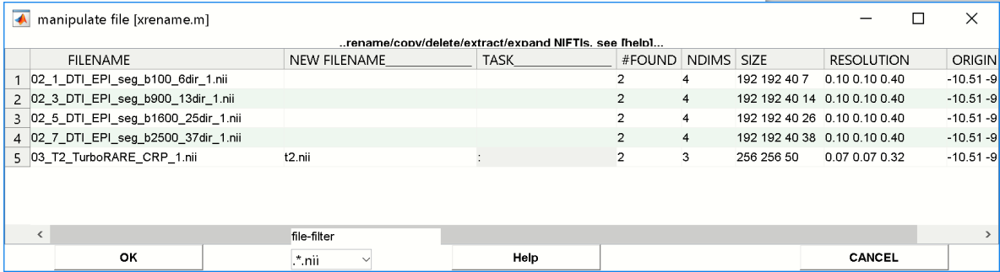 manipulate file [xrename.m]
..rename/copy/delete/extract/expand NIFTIs, see [help]...
FILENAME NEW FILENAME____________ TASK______________ #FOUND NDIMS SIZE RESOLUTION ORIGIN
1 02_1_DTI_EPI_seg_b100_6dir_1.nii 2 4 192 192 40 7 0.10 0.10 0.40 -10.51 -9
2 02_3_DTI_EPI_seg_b900_13dir_1.nii 2 4 192 192 40 14 0.10 0.10 0.40 -10.51 -9
3 02_5_DTI_EPI_seg_b1600_25dir_1.nii 2 4 192 192 40 26 0.10 0.10 0.40 -10.51 -9
4 02_7_DTI_EPI_seg_b2500_37dir_1.nii 2 4 192 192 40 38 0.10 0.10 0.40 -10.51 -9
5 03_T2_TurboRARE_CRP_1.nii t2.nii : 2 3 256 256 50 0.07 0.07 0.32 -10.51 -9
file-filter
OK .*.nii Help CANCEL